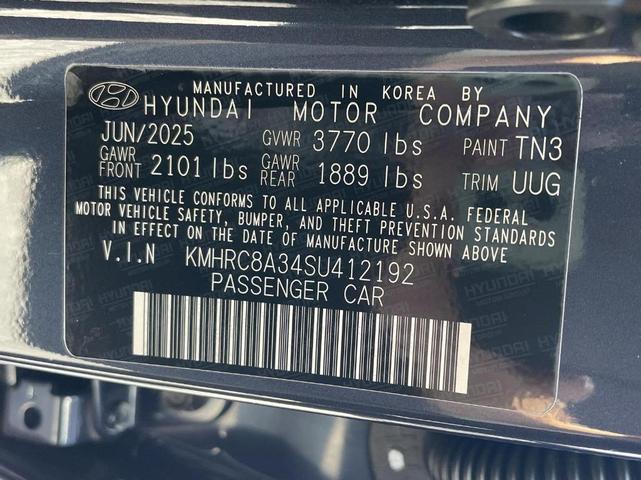 MANUFACTURED IN KOREA BY
HYUNDAI MOTOR COMPANY
JUN/2025 GVWR 3770 lbs PAINT TN3
GAWR FRONT 2101 lbs GAWR REAR 1889 lbs TRIM UUG
THIS VEHICLE CONFORMS TO ALL APPLICABLE U.S.A. FEDERAL
MOTOR VEHICLE SAFETY, BUMPER, AND THEFT PREVENTION STANDARDS
IN EFFECT ON THE DATE OF MANUFACTURE SHOWN ABOVE
V.I.N KMHRC8A34SU412192
PASSENGER CAR